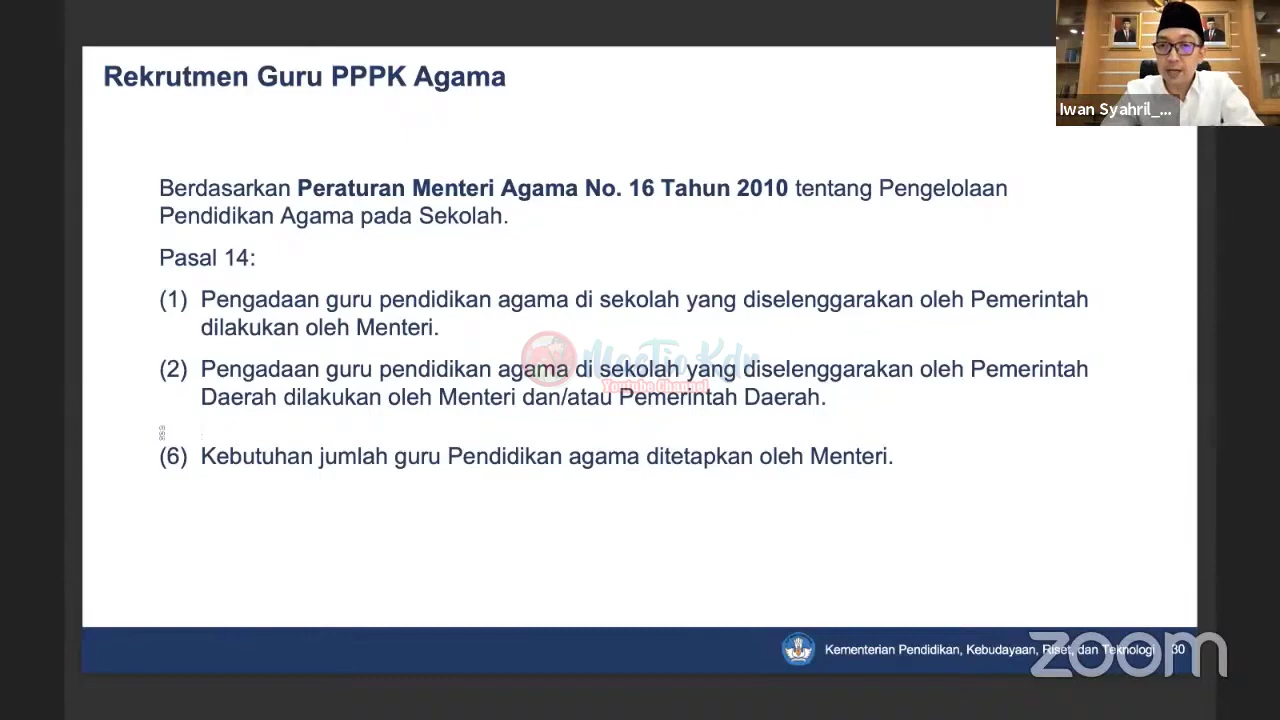 Rekrutmen Guru PPPK Agama
Iwan Syahril_...
Berdasarkan Peraturan Menteri Agama No. 16 Tahun 2010 tentang Pengelolaan
Pendidikan Agama pada Sekolah.
Pasal 14:
(1) Pengadaan guru pendidikan agama di sekolah yang diselenggarakan oleh Pemerintah
dilakukan oleh Menteri.
(2) Pengadaan guru pendidikan agama di sekolah yang diselenggarakan oleh Pemerintah
Daerah dilakukan oleh Menteri dan/atau Pemerintah Daerah.
(6) Kebutuhan jumlah guru Pendidikan agama ditetapkan oleh Menteri.
Youtube Channel
Kementerian Pendidikan, Kebudayaan, Riset, dan Teknologi 30
zoom